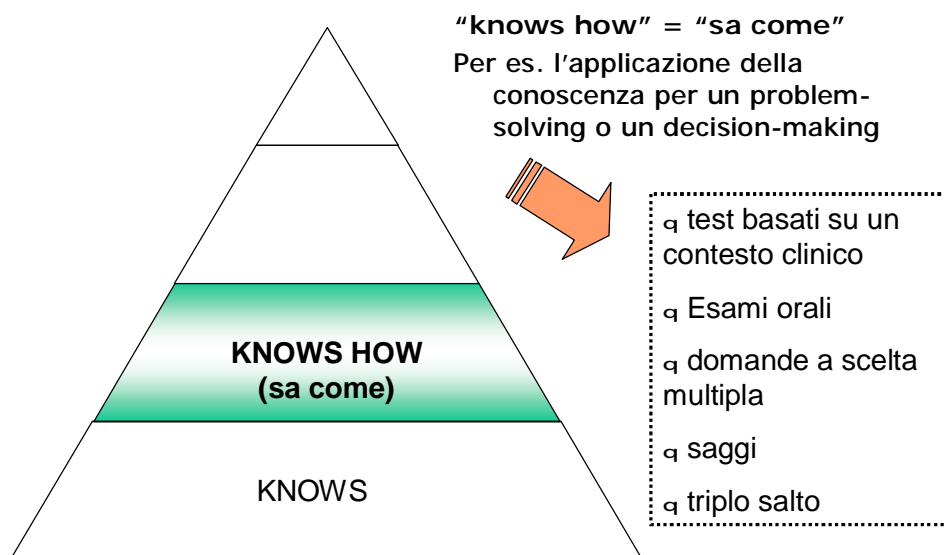 “knows how” = “sa come”
Per es. l’applicazione della
conoscenza per un problem-
solving o un decision-making
q test basati su un
contesto clinico
q Esami orali
q domande a scelta
multipla
q saggi
q triplo salto
KNOWS HOW
(sa come)
KNOWS